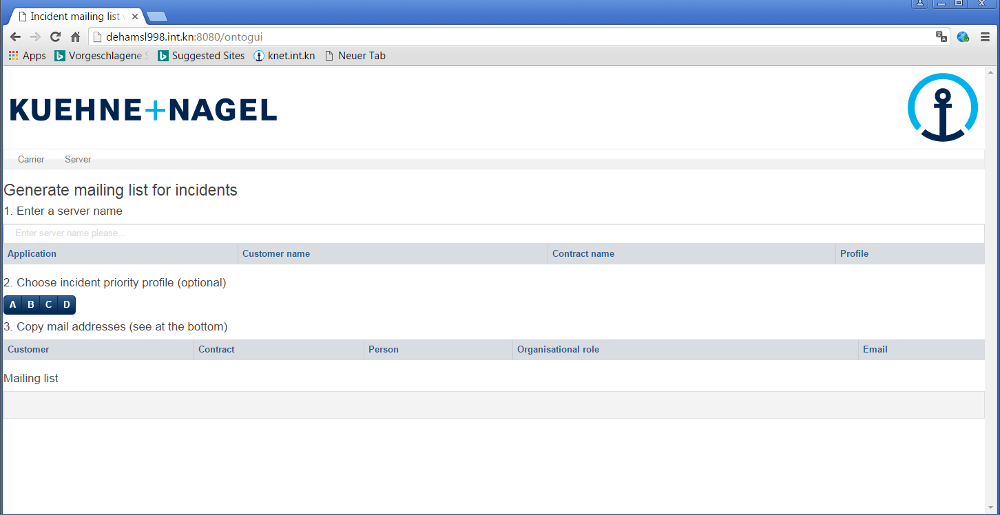 Incident mailing list
dehamsl998.int.kn:8080/ontogui
Apps Vorgeschlagene Suggested Sites knet.int.kn Neuer Tab
KUEHNE+NAGEL
Carrier Server
Generate mailing list for incidents
1. Enter a server name
Enter server name please...
Application Customer name Contract name Profile
2. Choose incident priority profile (optional)
A B C D
3. Copy mail addresses (see at the bottom)
Customer Contract Person Organisational role Email
Mailing list